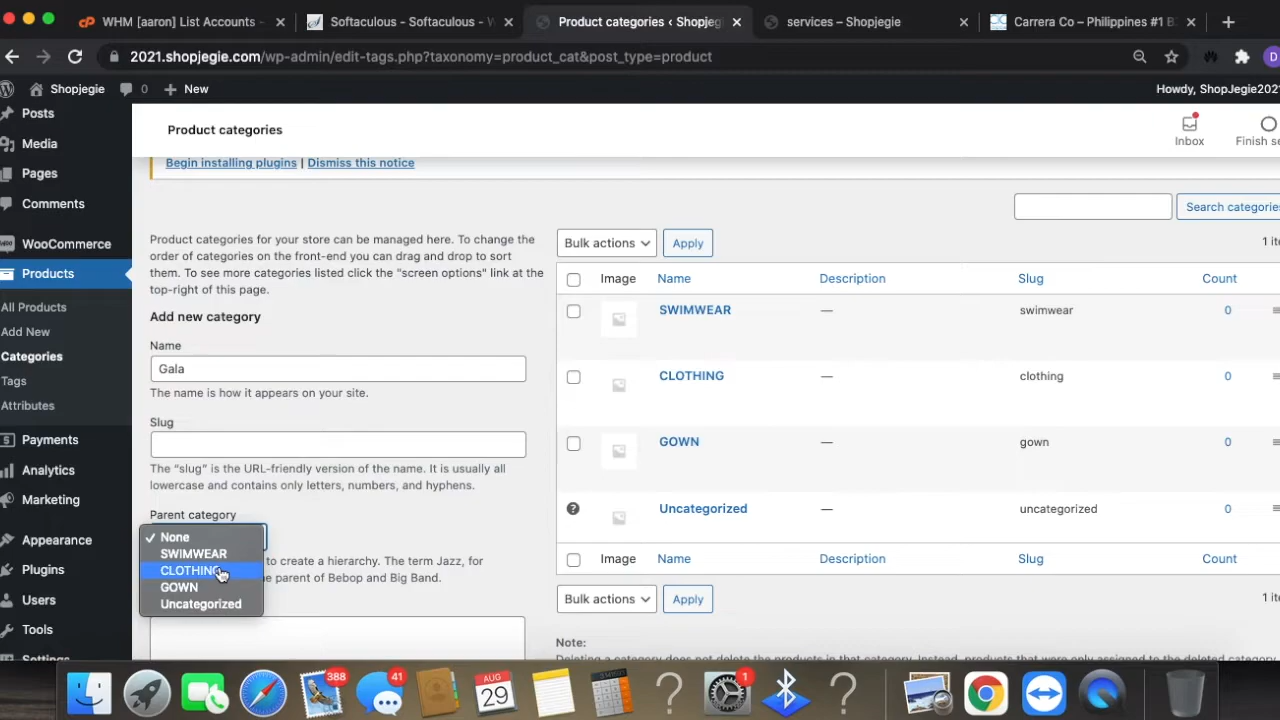 WHM [aaron] List Accounts -
Softaculous - Softaculous - W
Product categories ‹ Shopjegie
services – Shopjegie
Carrera Co – Philippines #1 B
2021.shopjegie.com/wp-admin/edit-tags.php?taxonomy=product_cat&post_type=product
D
Shopjegie
0
New
Howdy, ShopJegie2021
Posts
Media
Pages
Comments
WooCommerce
Products
All Products
Add New
Categories
Tags
Attributes
Payments
Analytics
Marketing
Appearance
Plugins
Users
Tools
Settings
Product categories
Inbox
Finish se
Begin installing plugins | Dismiss this notice
Search categories
Product categories for your store can be managed here. To change the
order of categories on the front-end you can drag and drop to sort
them. To see more categories listed click the "screen options" link at the
top-right of this page.
Add new category
Name
Gala
The name is how it appears on your site.
Slug
The “slug” is the URL-friendly version of the name. It is usually all
lowercase and contains only letters, numbers, and hyphens.
Parent category
None
SWIMWEAR
CLOTHING
GOWN
Uncategorized
to create a hierarchy. The term Jazz, for
e parent of Bebop and Big Band.
Bulk actions
Apply
1 ite
Image
Name
Description
Slug
Count
SWIMWEAR
—
swimwear
0
CLOTHING
—
clothing
0
GOWN
—
gown
0
Uncategorized
—
uncategorized
0
Image
Name
Description
Slug
Count
Bulk actions
Apply
1 ite
Note:
Deleting a category does not delete the products in that category. Instead, products that were only assigned to the deleted category
388
41
AUG
29
1